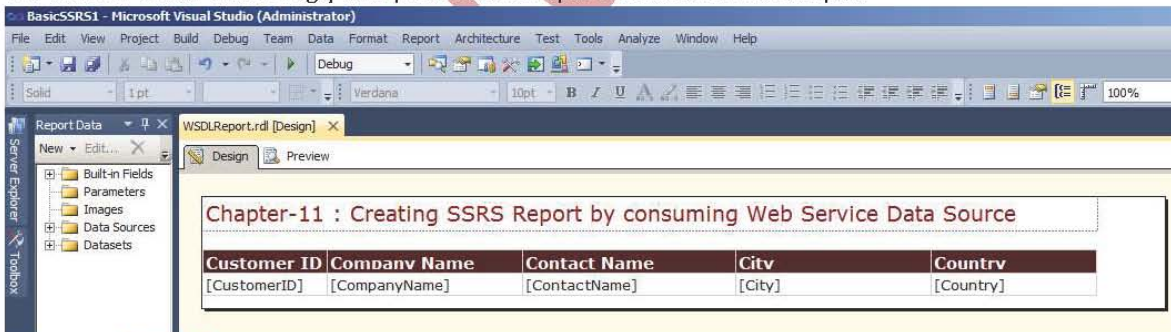 BasicSSRS1 - Microsoft Visual Studio (Administrator)
File Edit View Project Build Debug Team Data Format Report Architecture Test Tools Analyze Window Help
Debug
Solid 1 pt Verdana 10pt B I U A 100%
Server Explorer
Toolbox
Report Data
New Edit...
Built-in Fields
Parameters
Images
Data Sources
Datasets
WSDLReport.rdl [Design]
Design Preview
Chapter-11 : Creating SSRS Report by consuming Web Service Data Source
Customer ID Company Name Contact Name City Country
[CustomerID] [CompanyName] [ContactName] [City] [Country]